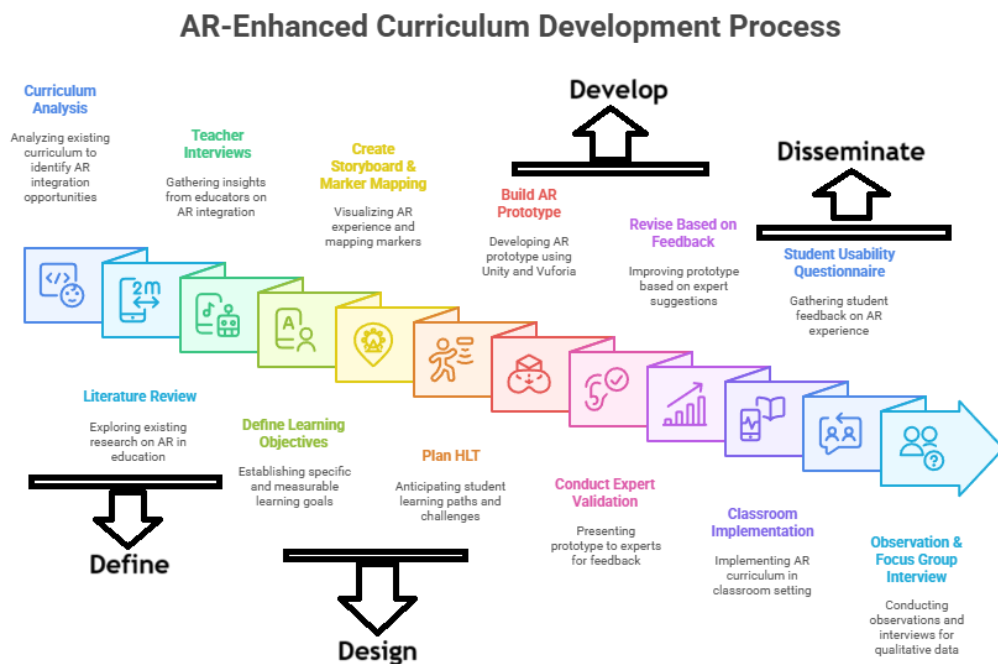 AR-Enhanced Curriculum Development Process
Curriculum
Analysis
Analyzing existing
curriculum to
identify AR
integration
opportunities
Teacher
Interviews
Gathering insights
from educators on
AR integration
Create
Storyboard &
Marker Mapping
Visualizing AR
experience and
mapping markers
Develop
Build AR
Prototype
Developing AR
prototype using
Unity and Vuforia
Revise Based on
Feedback
Improving prototype
based on expert
suggestions
Disseminate
Student Usability
Questionnaire
Gathering student
feedback on AR
experience
</>
2m
A
?
Literature Review
Exploring existing
research on AR in
education
Define
Define Learning
Objectives
Establishing specific
and measurable
learning goals
Plan HLT
Anticipating student
learning paths and
challenges
Design
Conduct Expert
Validation
Presenting
prototype to experts
for feedback
Classroom
Implementation
Implementing AR
curriculum in
classroom setting
Observation &
Focus Group
Interview
Conducting
observations and
interviews for
qualitative data